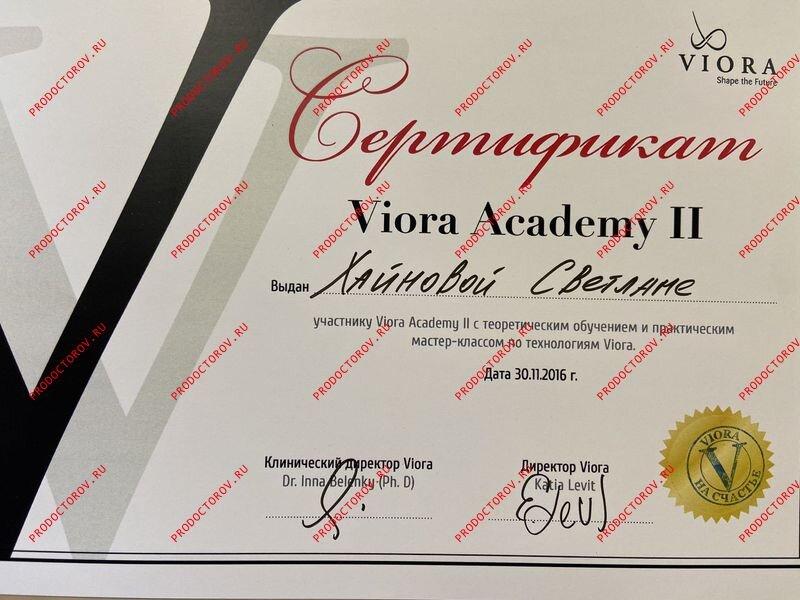 VIORA
Shape the Future
Сертификат
Viora Academy II
Выдан Хайновой Светлане
участнику Viora Academy II с теоретическим обучением и практическим
мастер-классом по технологиям Viora.
Дата 30.11.2016 г.
Клинический директор Viora
Dr. Inna Belenky (Ph. D)
Директор Viora
Katia Levit
VIORA
V
НА СЧАСТЬЕ
PRODOCTOROV.RU